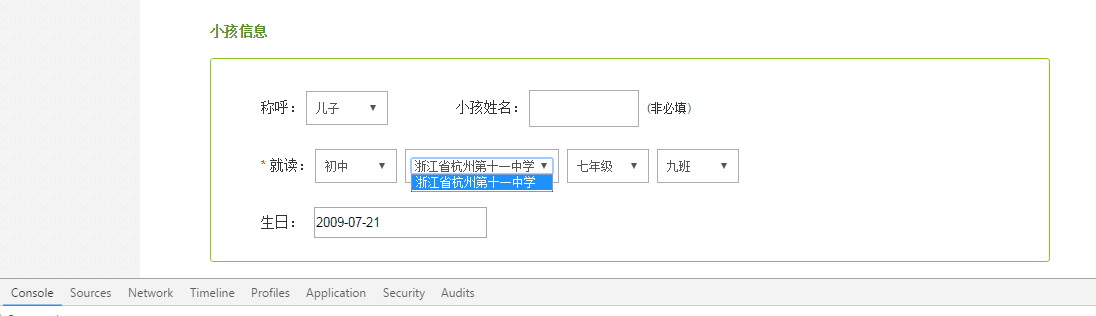 小孩信息
称呼： 儿子 小孩姓名： (非必填)
* 就读： 初中 浙江省杭州第十一中学 七年级 九班
浙江省杭州第十一中学
生日： 2009-07-21
Console Sources Network Timeline Profiles Application Security Audits